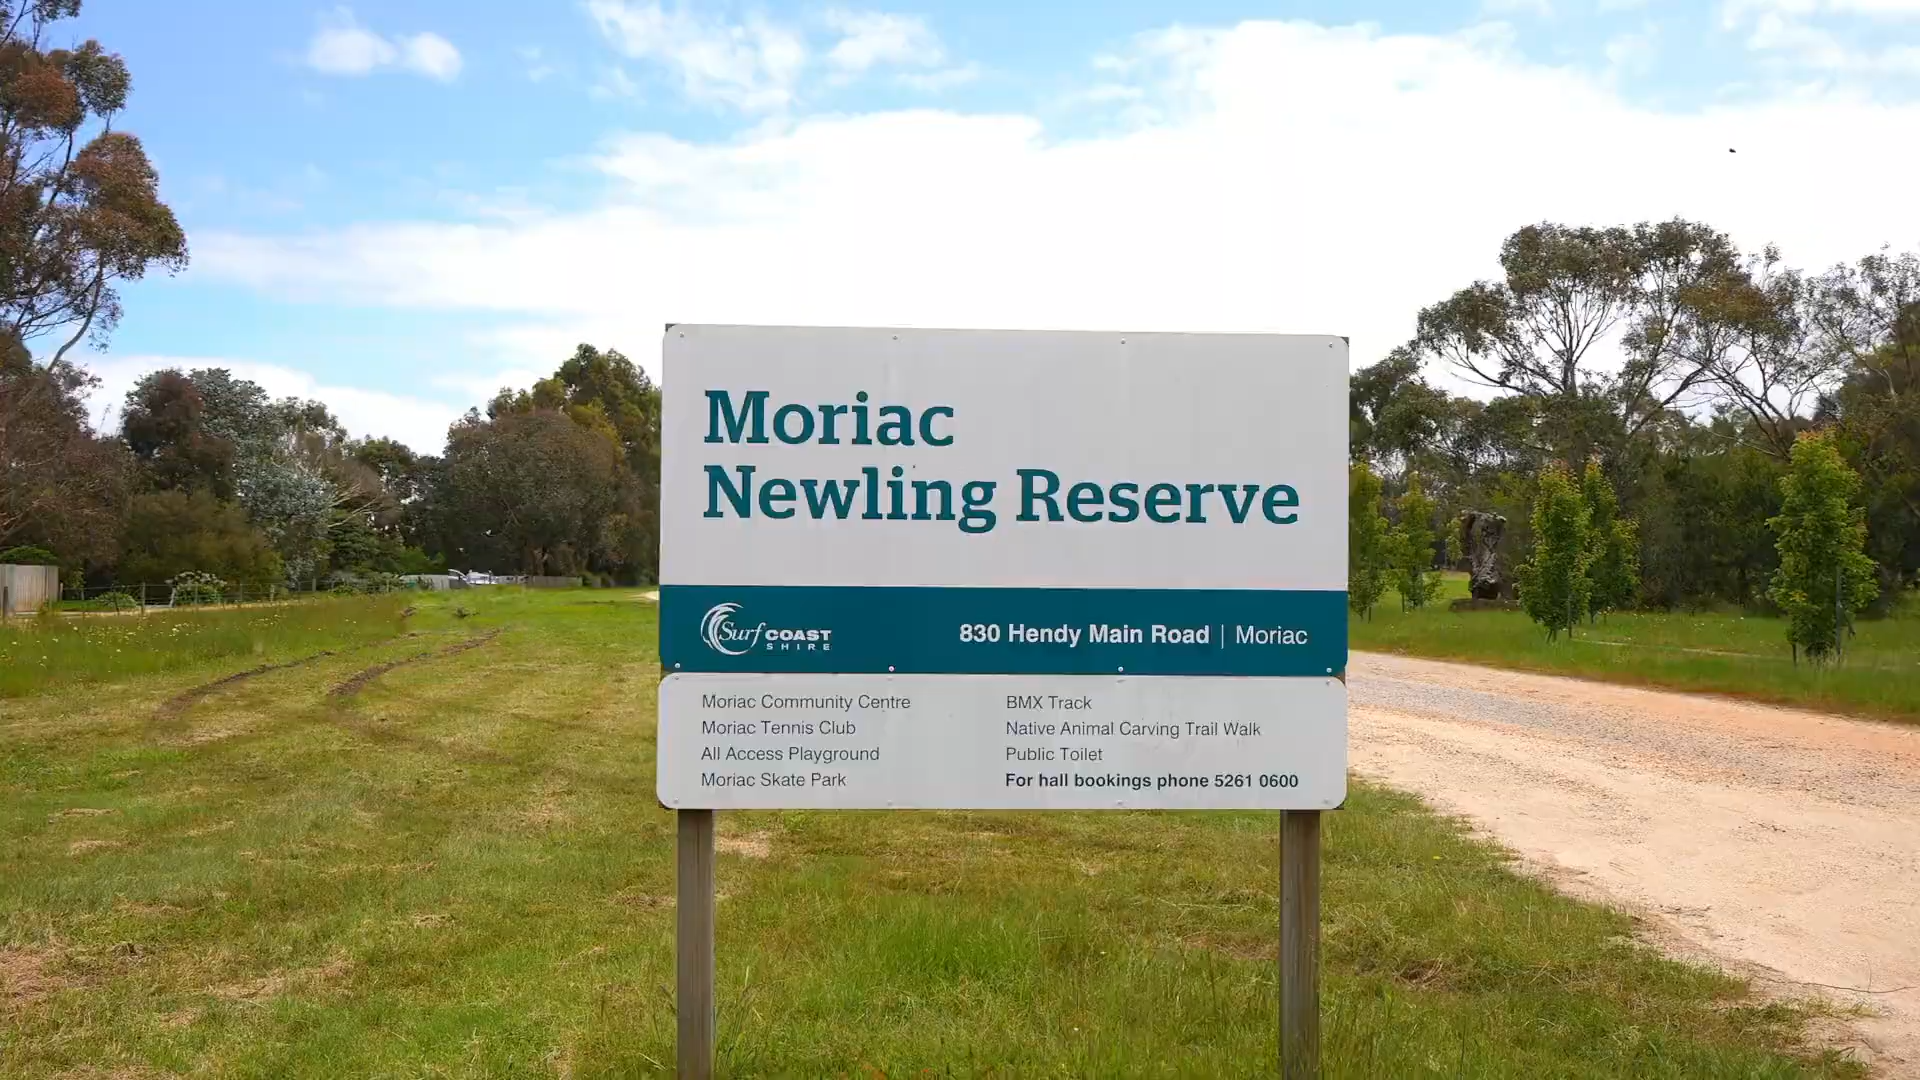 Moriac
Newling Reserve
Surf COAST
SHIRE
830 Hendy Main Road | Moriac
Moriac Community Centre
Moriac Tennis Club
All Access Playground
Moriac Skate Park
BMX Track
Native Animal Carving Trail Walk
Public Toilet
For hall bookings phone 5261 0600